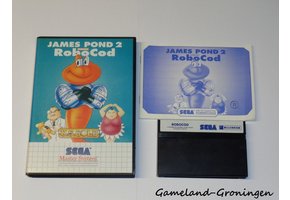 JAMES POND 2
RoboCod
SEGA
Master System
JAMES POND 2
RoboCod
SEGA
ROBOCOD
SEGA
Gameland-Groningen